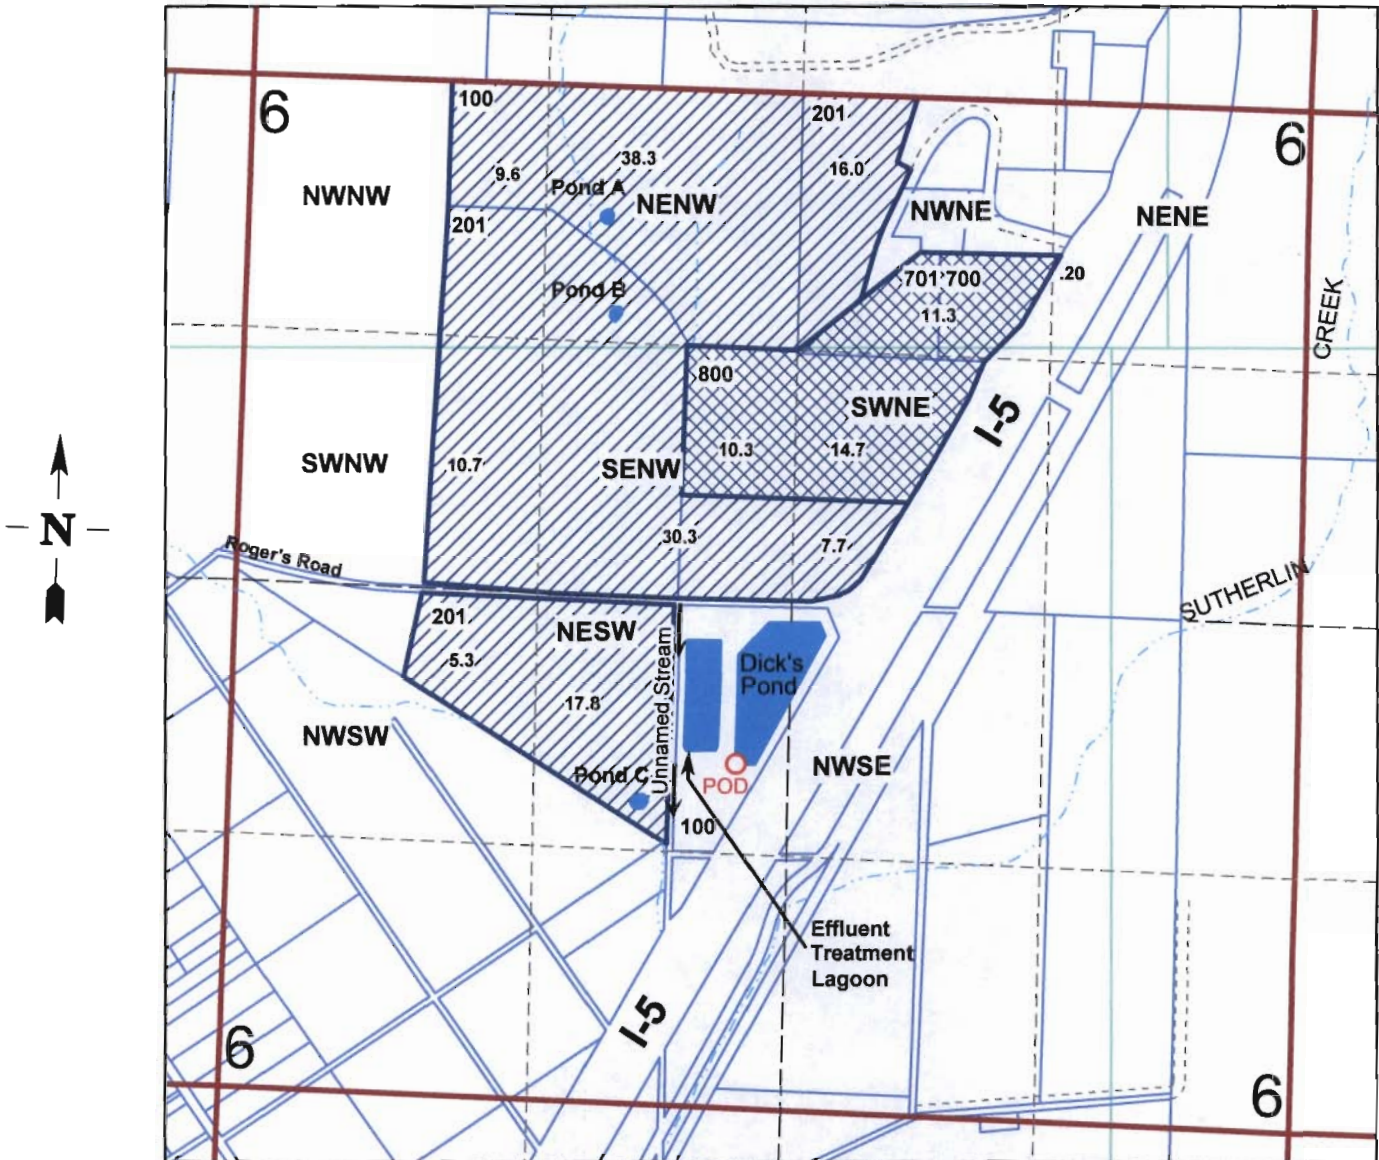 6
100
201
38.3
9.6
16.0
6
NWNW
Pond A
NENW
NWNE
NENE
201
701 700
.20
Pond B
11.3
CREEK
800
SWNE
I-5
SWNW
10.7
SENW
10.3
14.7
N
30.3
7.7
Roger's Road
SUTHERLIN
201
NESW
5.3
Unnamed Stream
Dick's
Pond
17.8
NWSW
NWSE
Pond C
POD
100
Effluent
Treatment
Lagoon
I-5
6
6